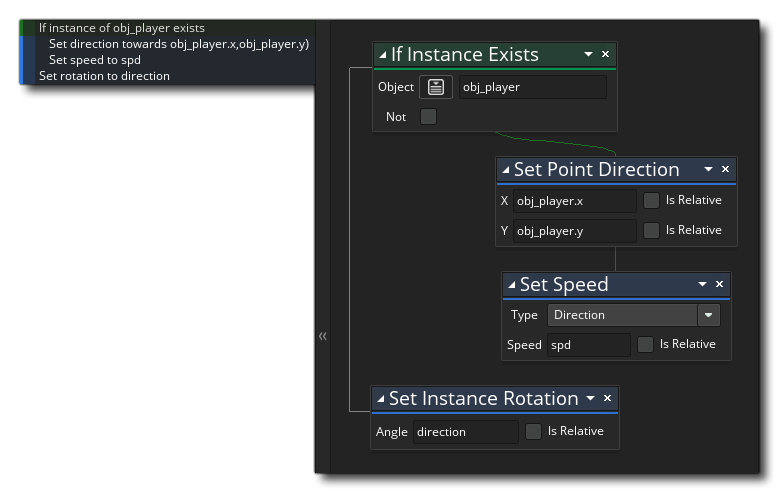 If instance of obj_player exists
Set direction towards obj_player.x,obj_player.y)
Set speed to spd
Set rotation to direction
If Instance Exists
Object obj_player
Not
Set Point Direction
X obj_player.x Is Relative
Y obj_player.y Is Relative
Set Speed
Type Direction
Speed spd Is Relative
Set Instance Rotation
Angle direction Is Relative